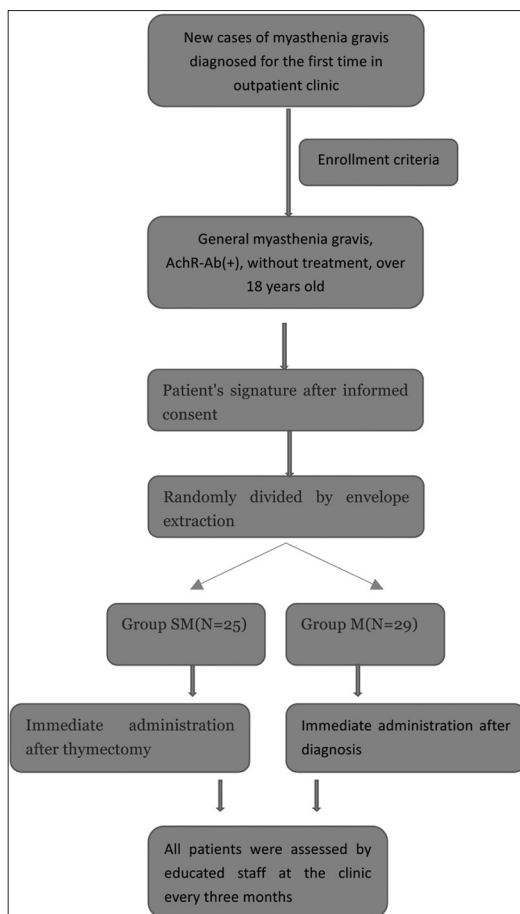 New cases of myasthenia gravis
diagnosed for the first time in
outpatient clinic
Enrollment criteria
General myasthenia gravis,
AchR-Ab(+), without treatment, over
18 years old
Patient's signature after informed
consent
Randomly divided by envelope
extraction
Group SM(N=25)
Group M(N=29)
Immediate administration
after thymectomy
Immediate administration after
diagnosis
All patients were assessed by
educated staff at the clinic
every three months